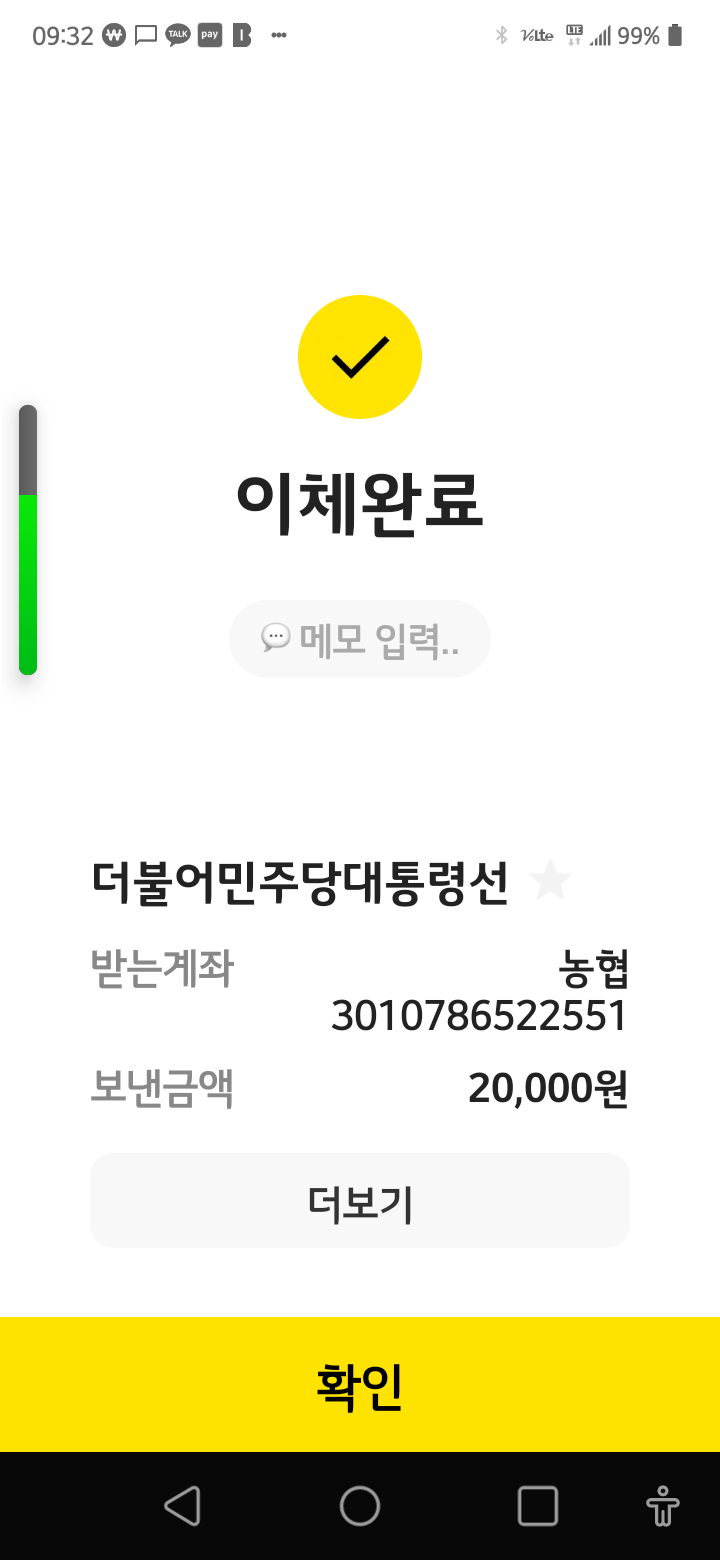 09:32 ₩ TALK pay VoLte LTE 99%
이체완료
메모 입력..
더불어민주당대통령선
받는계좌 농협
3010786522551
보낸금액 20,000원
더보기
확인